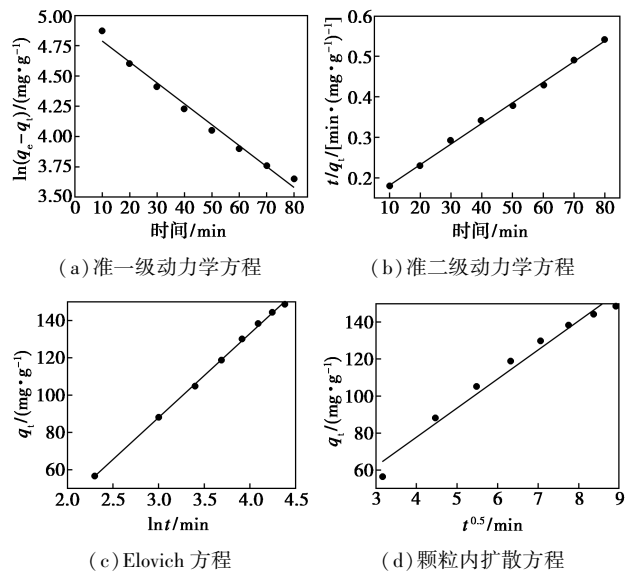 5.00
4.75
4.50
4.25
4.00
3.75
3.50
ln(qₑ−qₜ)/(mg•g⁻¹)
0 10 20 30 40 50 60 70 80
时间/min
(a)准一级动力学方程
0.6
0.5
0.4
0.3
0.2
t/qₜ/[min•(mg•g⁻¹)⁻¹]
10 20 30 40 50 60 70 80
时间/min
(b)准二级动力学方程
140
120
100
80
60
qₜ/(mg•g⁻¹)
2.0 2.5 3.0 3.5 4.0 4.5
lnt/min
(c)Elovich 方程
140
120
100
80
60
qₜ/(mg•g⁻¹)
3 4 5 6 7 8 9
t⁰·⁵/min
(d)颗粒内扩散方程